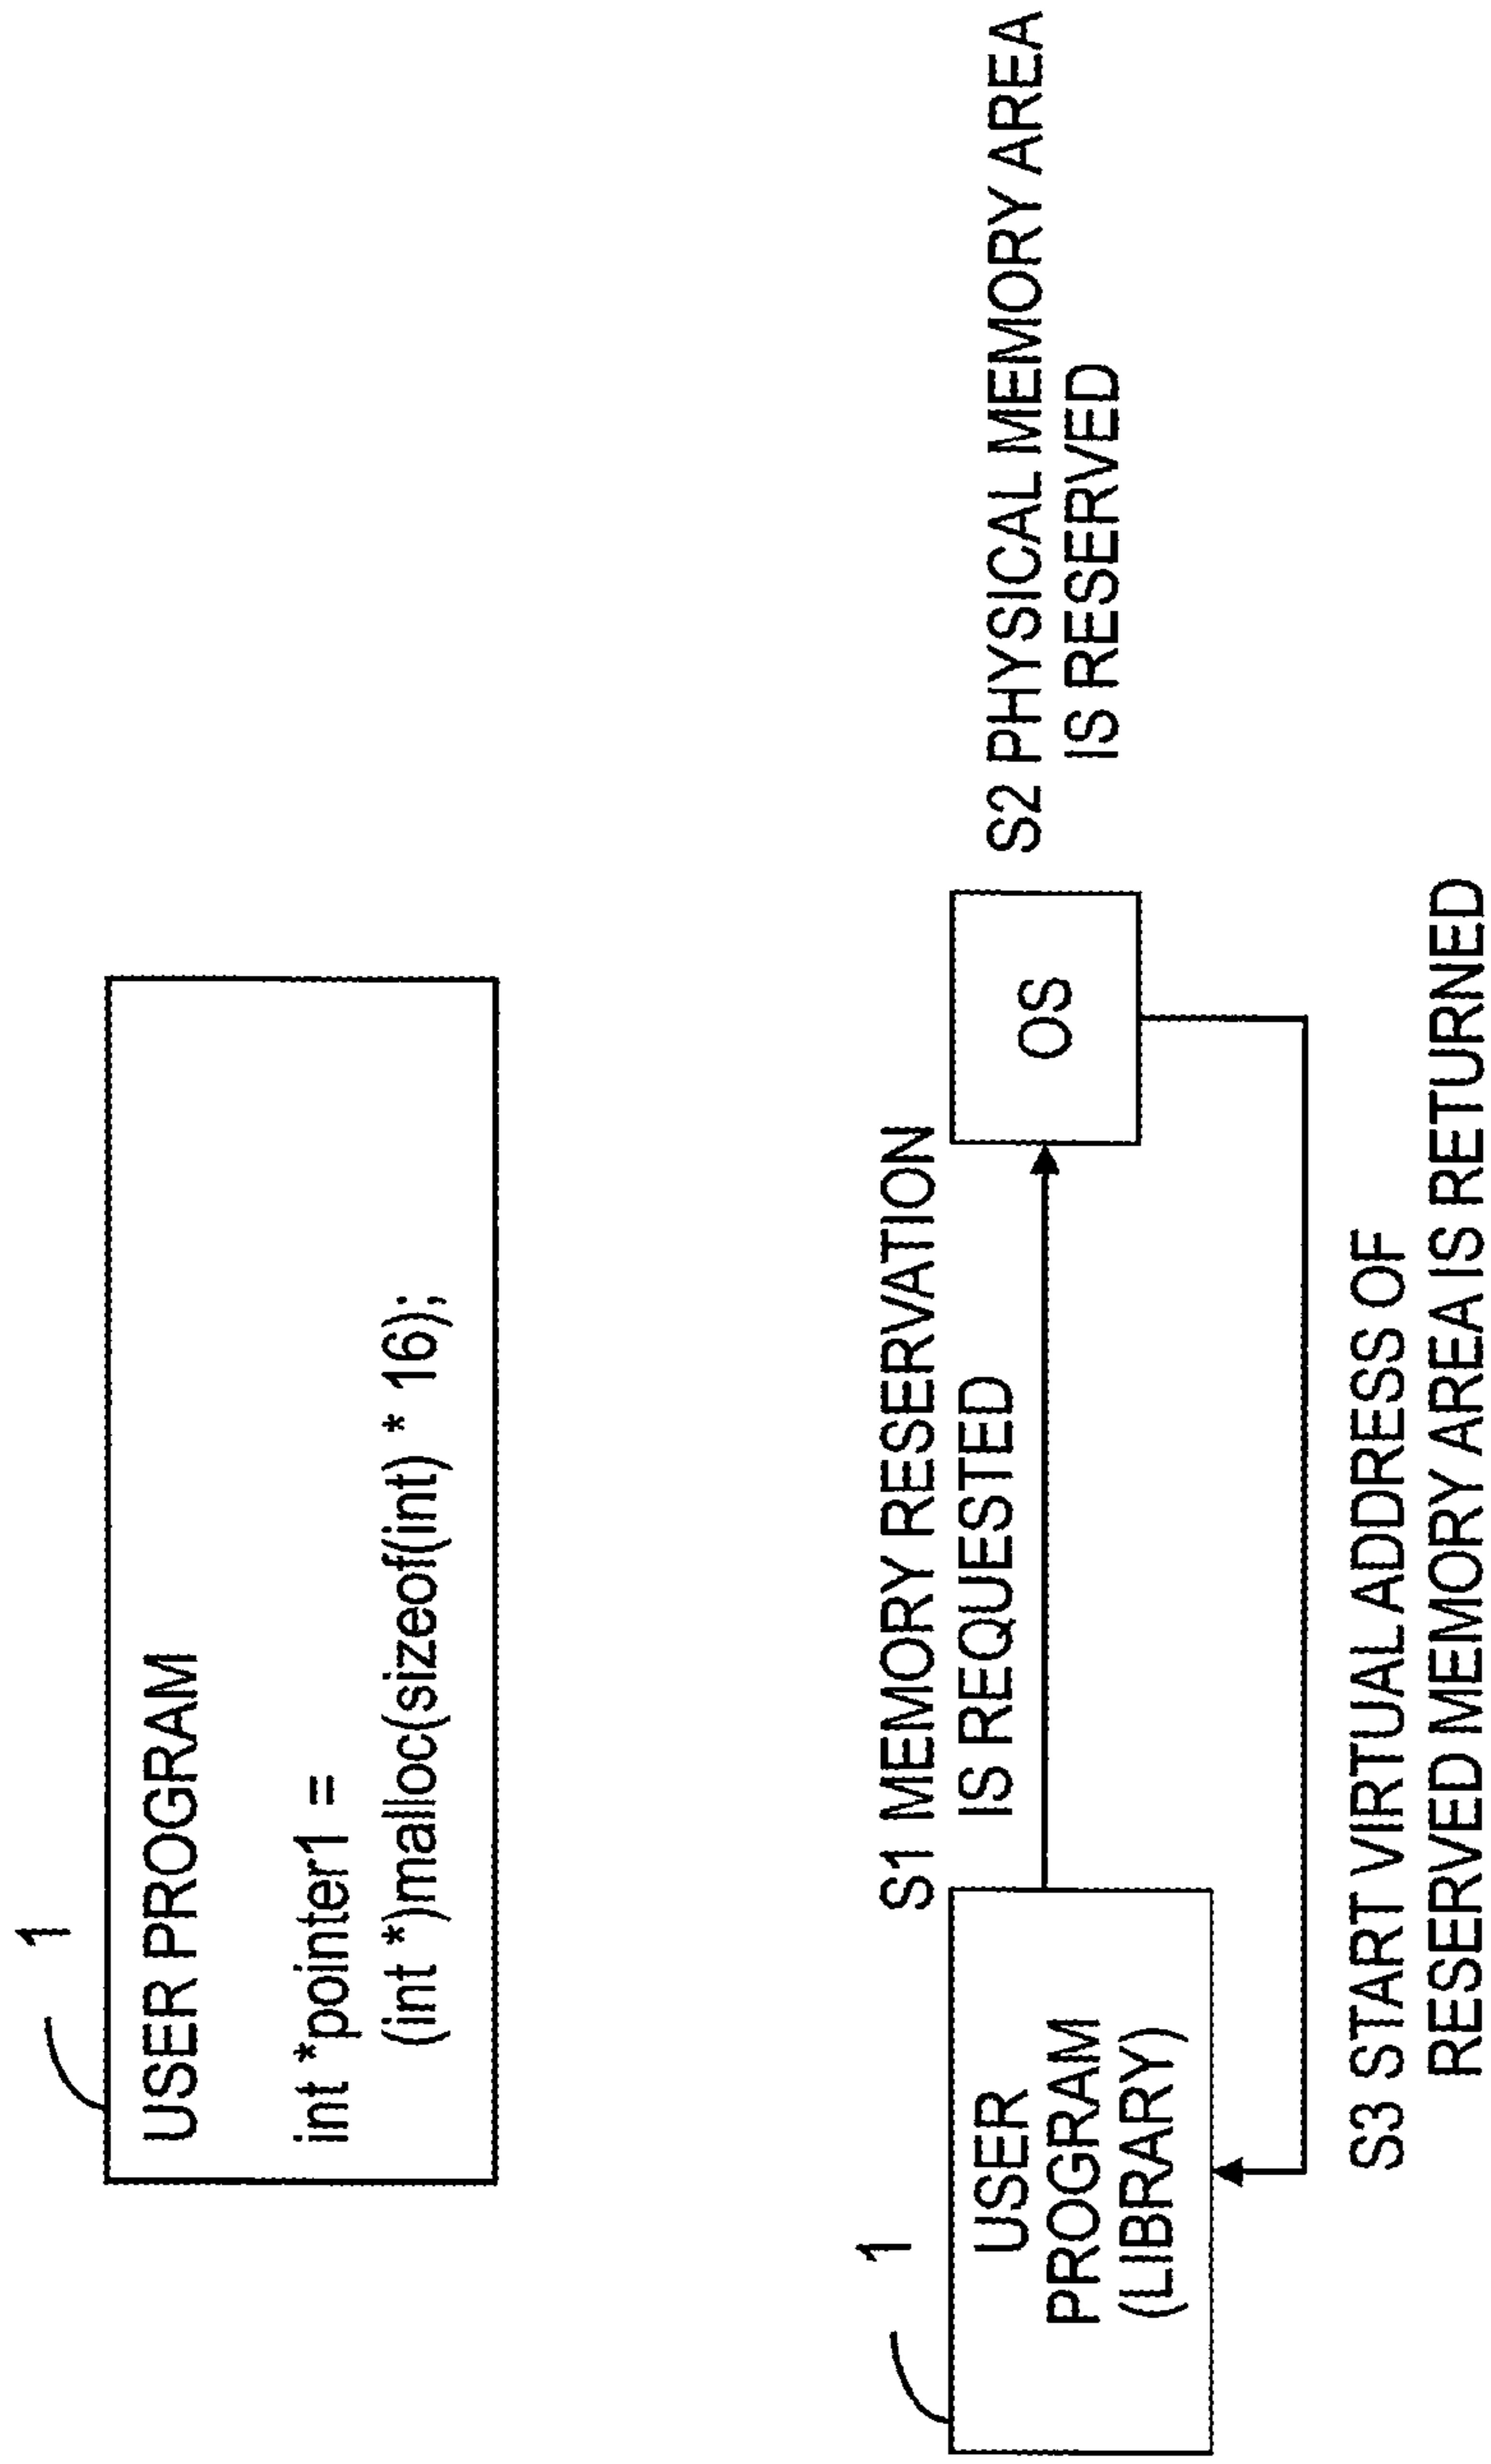 1
USER PROGRAM
int *pointer1 =
(int *)malloc(sizeof(int) * 16);
1
USER
PROGRAM
(LIBRARY)
S1 MEMORY RESERVATION
IS REQUESTED
OS
S2 PHYSICAL MEMORY AREA
IS RESERVED
S3 START VIRTUAL ADDRESS OF
RESERVED MEMORY AREA IS RETURNED